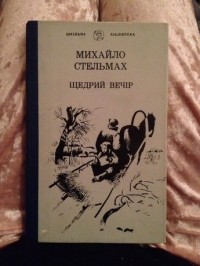 ШКІЛЬНА БІБЛІОТЕКА
МИХАЙЛО
СТЕЛЬМАХ
ЩЕДРИЙ ВЕЧІР